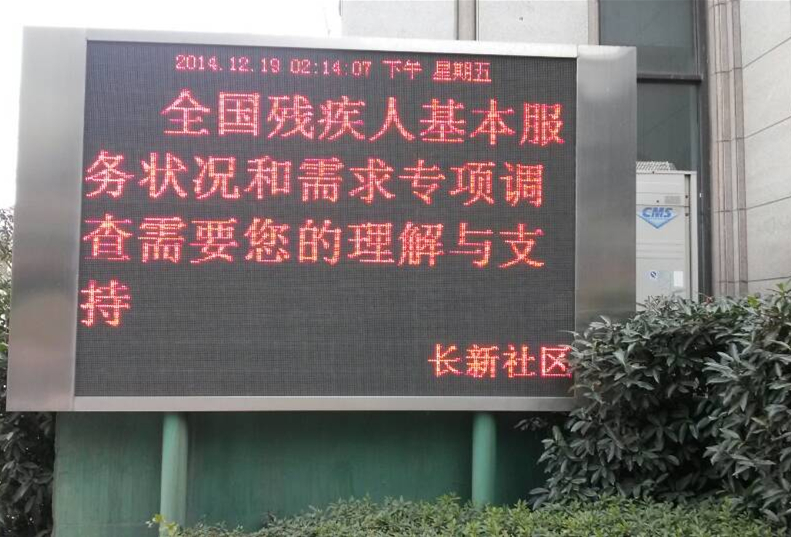 2014.12.19 02:14:07 下午 星期五
全国残疾人基本服
务状况和需求专项调
查需要您的理解与支
持
长新社区
CMS